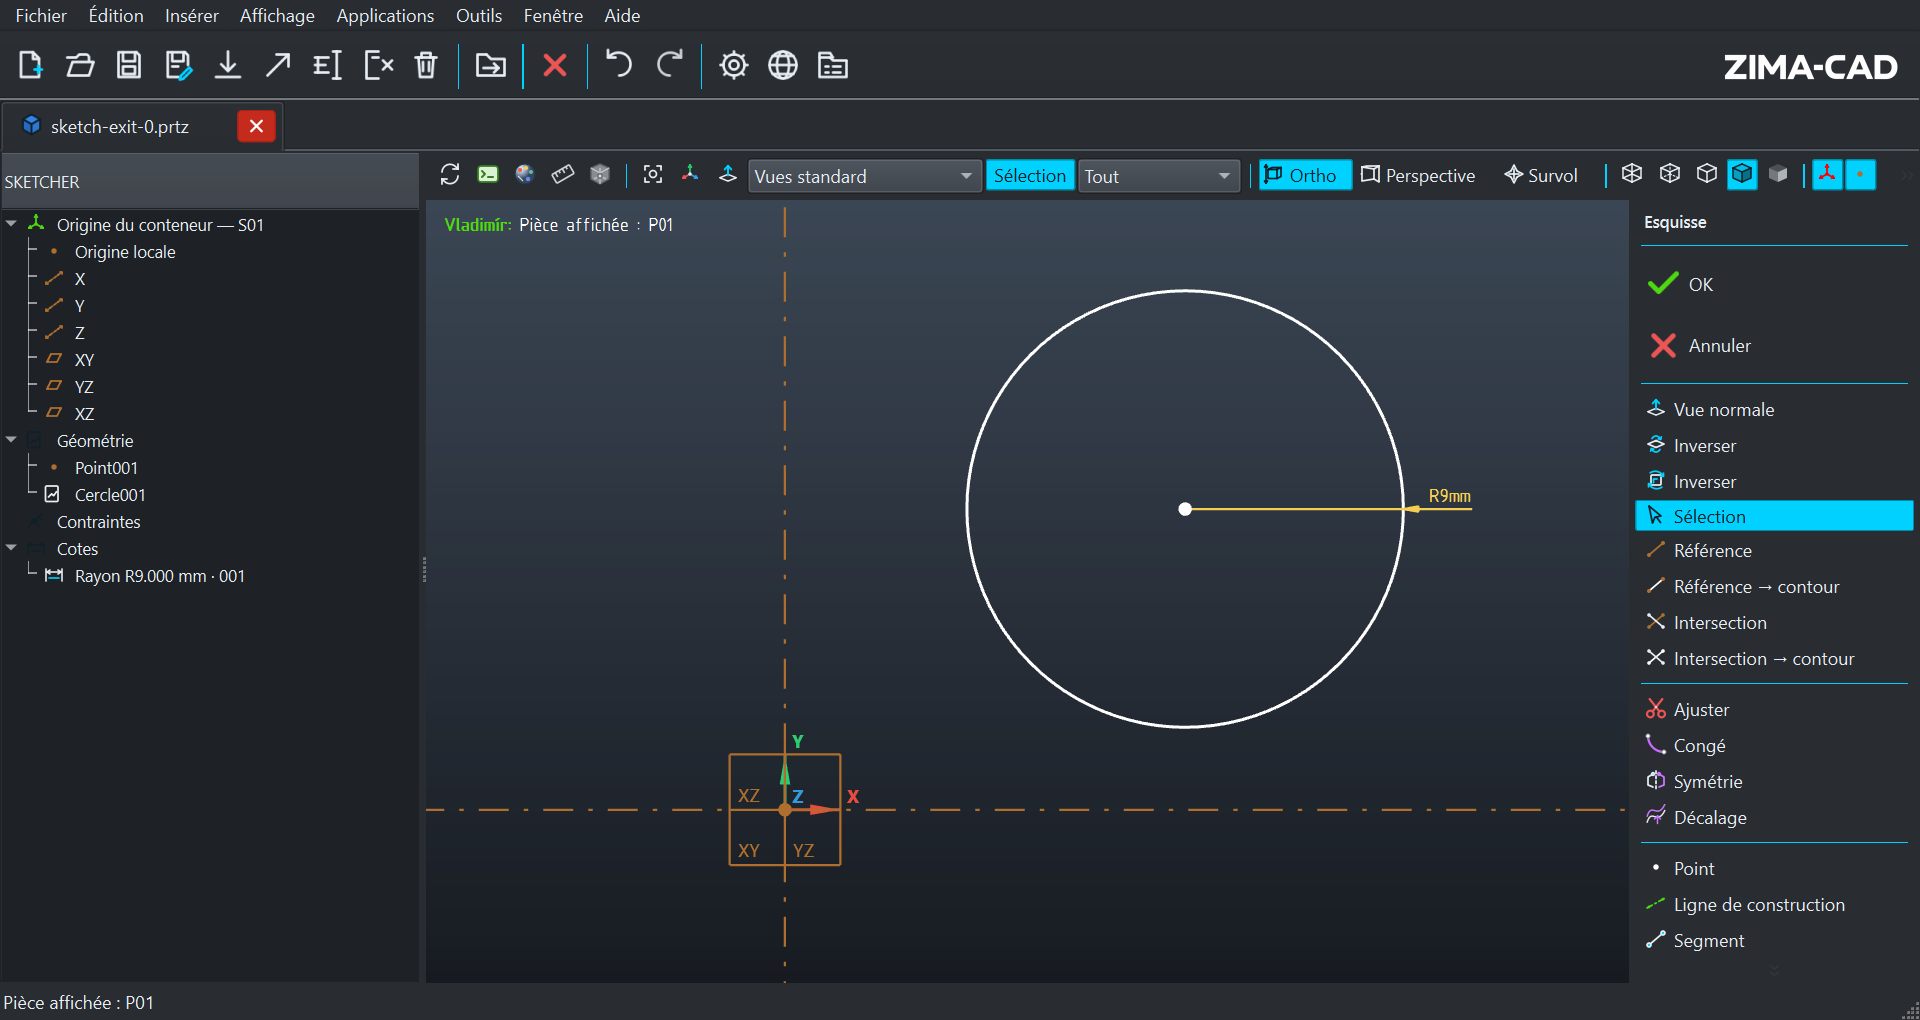 Fichier Édition Insérer Affichage Applications Outils Fenêtre Aide
ZIMA-CAD
sketch-exit-0.prtz
SKETCHER
Vues standard Sélection Tout Ortho Perspective Survol
Origine du conteneur — S01
Origine locale
X
Y
Z
XY
YZ
XZ
Géométrie
Point001
Cercle001
Contraintes
Cotes
Rayon R9.000 mm · 001
Vladimír: Pièce affichée : P01
R9mm
Y
XZ Z X
XY YZ
Esquisse
OK
Annuler
Vue normale
Inverser
Inverser
Sélection
Référence
Référence → contour
Intersection
Intersection → contour
Ajuster
Congé
Symétrie
Décalage
Point
Ligne de construction
Segment
Pièce affichée : P01